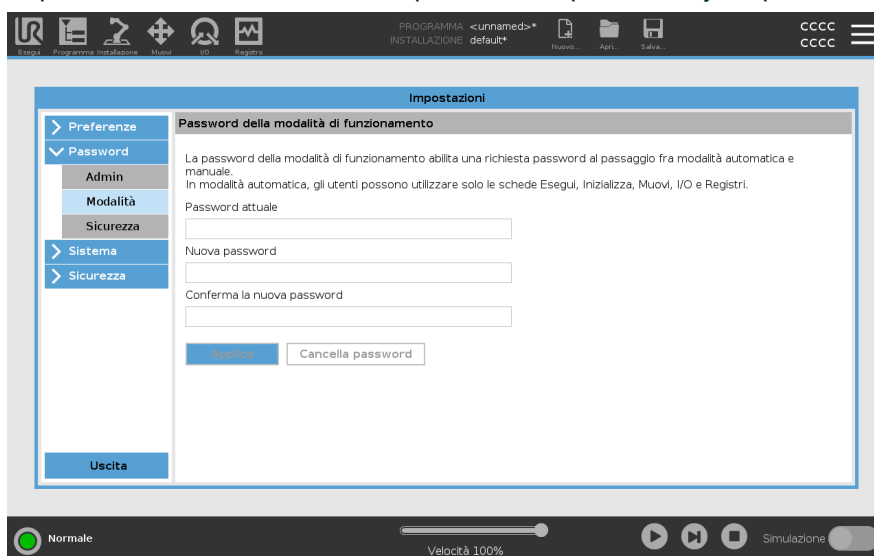 PROGRAMMA <unnamed>*
INSTALLAZIONE default*
CCCC
CCCC
Esegui Programma Installazione Muovi I/O Registro Nuovo... Apri... Salva...
Impostazioni
Preferenze
Password
Admin
Modalità
Sicurezza
Sistema
Sicurezza
Uscita
Password della modalità di funzionamento
La password della modalità di funzionamento abilita una richiesta password al passaggio fra modalità automatica e
manuale.
In modalità automatica, gli utenti possono utilizzare solo le schede Esegui, Inizializza, Muovi, I/O e Registri.
Password attuale
Nuova password
Conferma la nuova password
Applica Cancella password
Normale
Velocità 100%
Simulazione